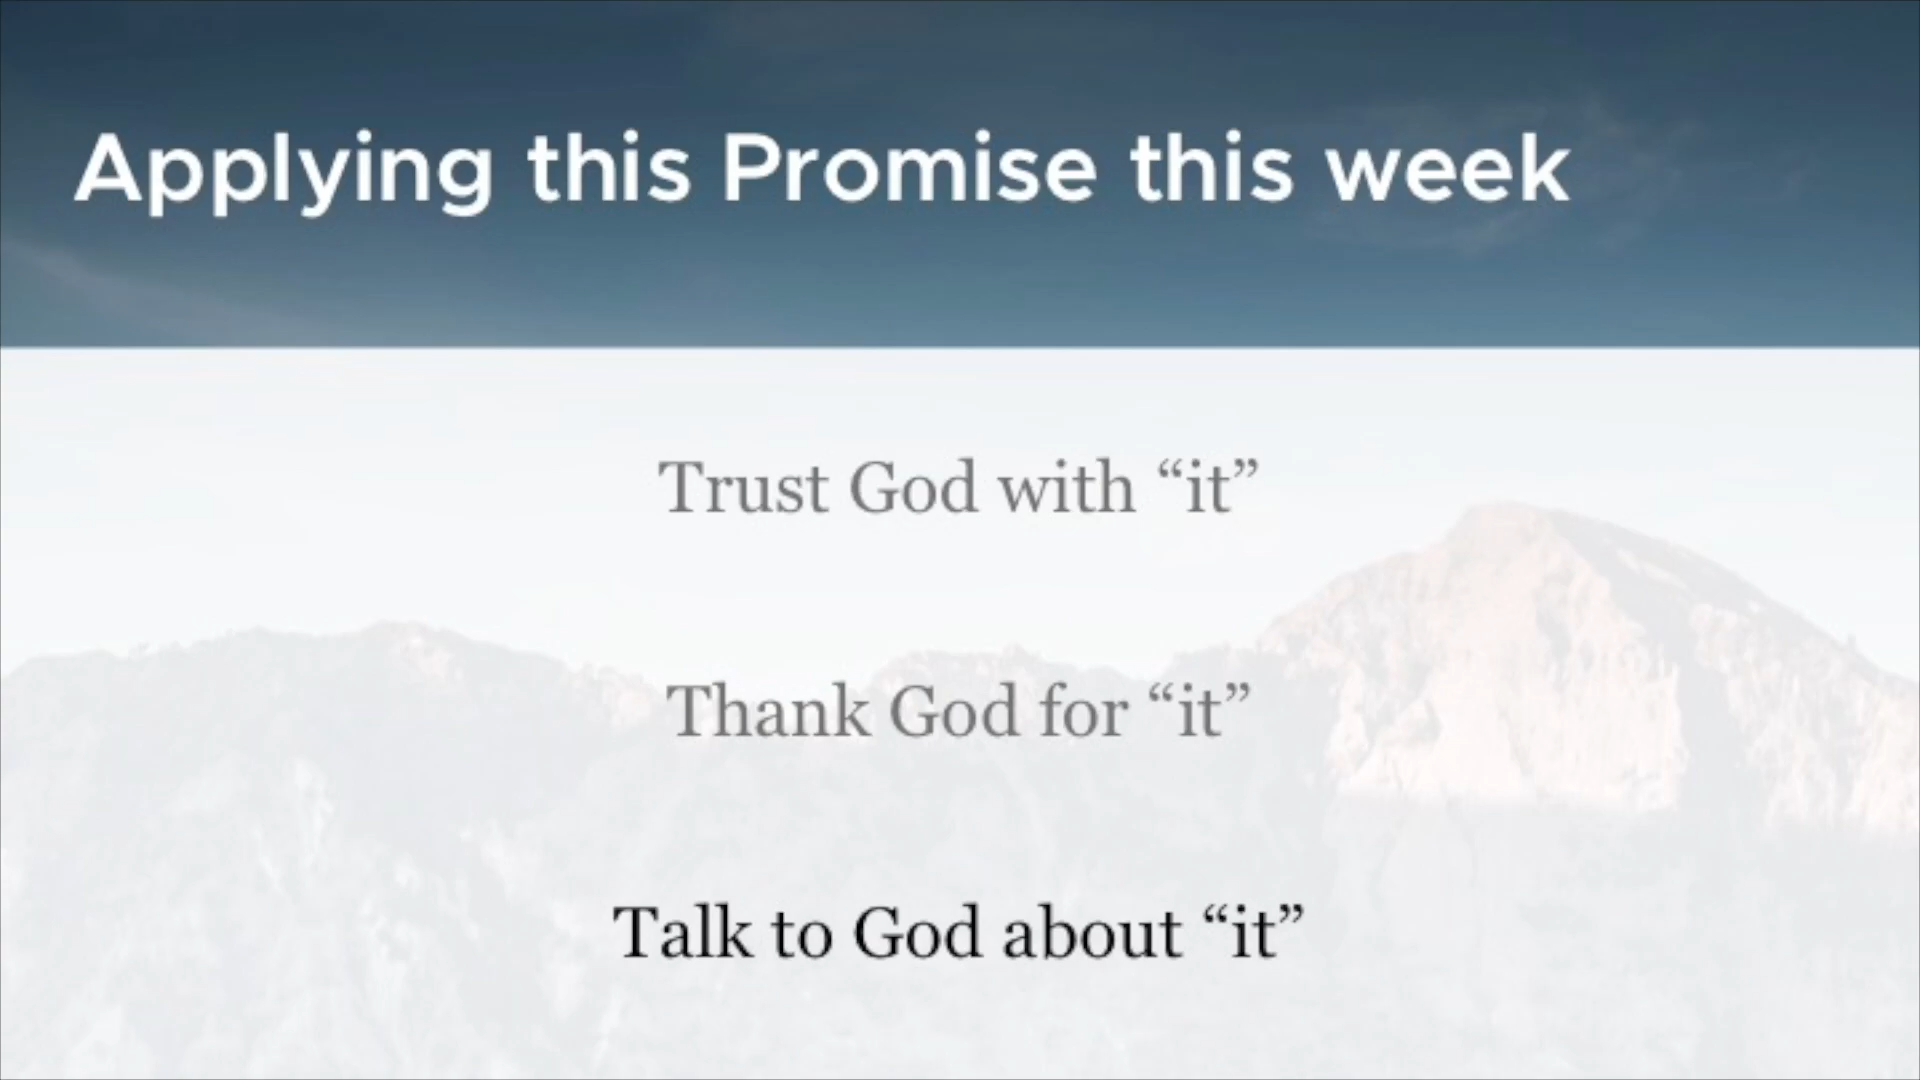 Applying this Promise this week
Trust God with “it”
Thank God for “it”
Talk to God about “it”